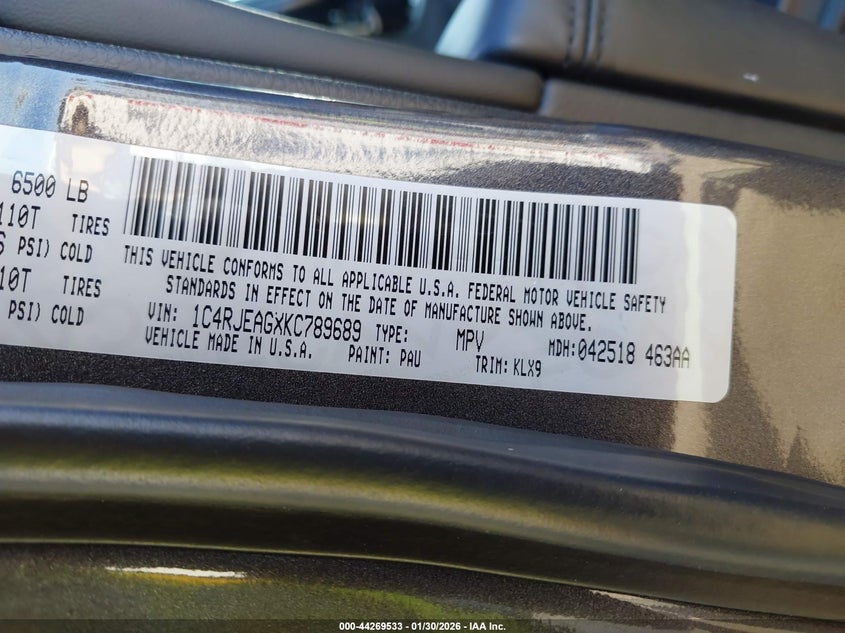 6500 LB
110T TIRES
PSI) COLD
10T TIRES
PSI) COLD
THIS VEHICLE CONFORMS TO ALL APPLICABLE U.S.A. FEDERAL MOTOR VEHICLE SAFETY
STANDARDS IN EFFECT ON THE DATE OF MANUFACTURE SHOWN ABOVE.
VIN: 1C4RJEAGXKC789689 TYPE: MPV MDH: 042518 463AA
VEHICLE MADE IN U.S.A. PAINT: PAU TRIM: KLX9
000-44269533 - 01/30/2026 - IAA Inc.